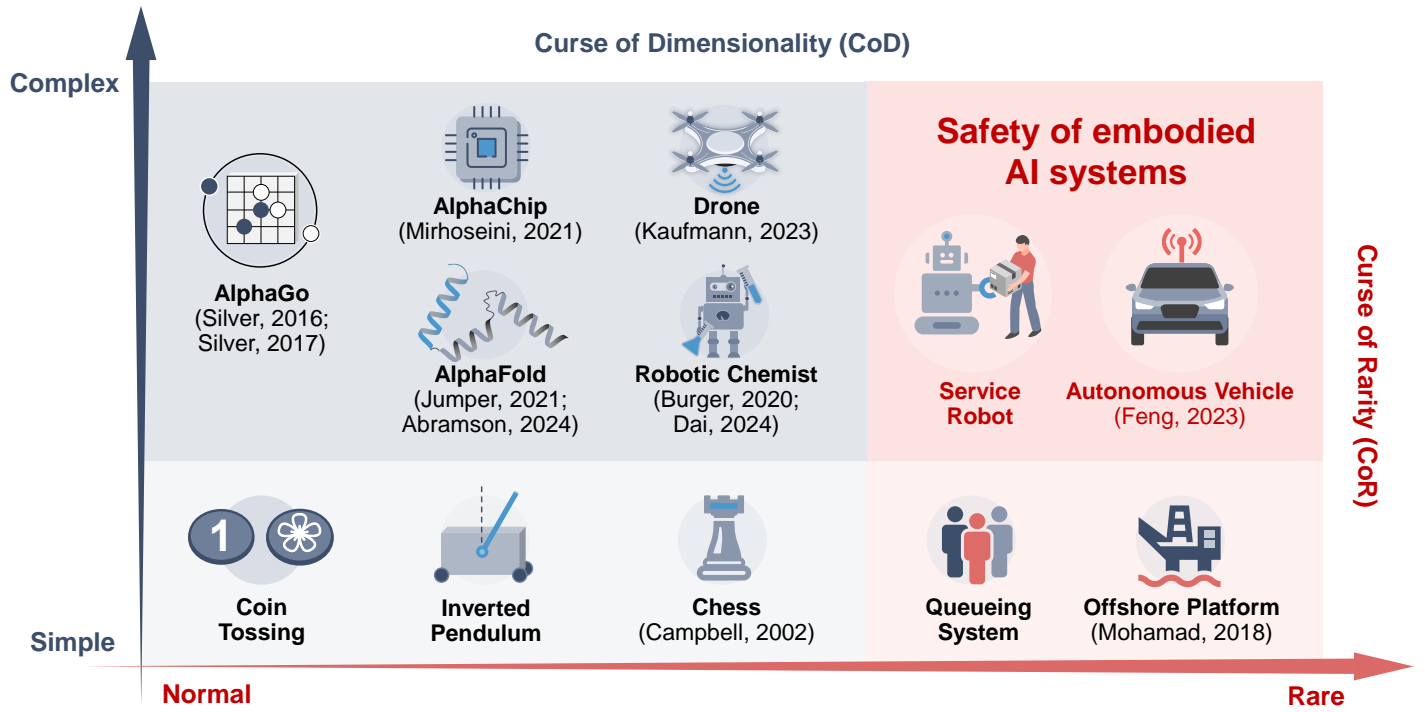 Curse of Dimensionality (CoD)
Complex
Safety of embodied
AI systems
AlphaChip
(Mirhoseini, 2021)
Drone
(Kaufmann, 2023)
AlphaGo
(Silver, 2016;
Silver, 2017)
AlphaFold
(Jumper, 2021;
Abramson, 2024)
Robotic Chemist
(Burger, 2020;
Dai, 2024)
Service
Robot
Autonomous Vehicle
(Feng, 2023)
Curse of Rarity (CoR)
1
Coin
Tossing
Inverted
Pendulum
Chess
(Campbell, 2002)
Queueing
System
Offshore Platform
(Mohamad, 2018)
Simple
Normal
Rare